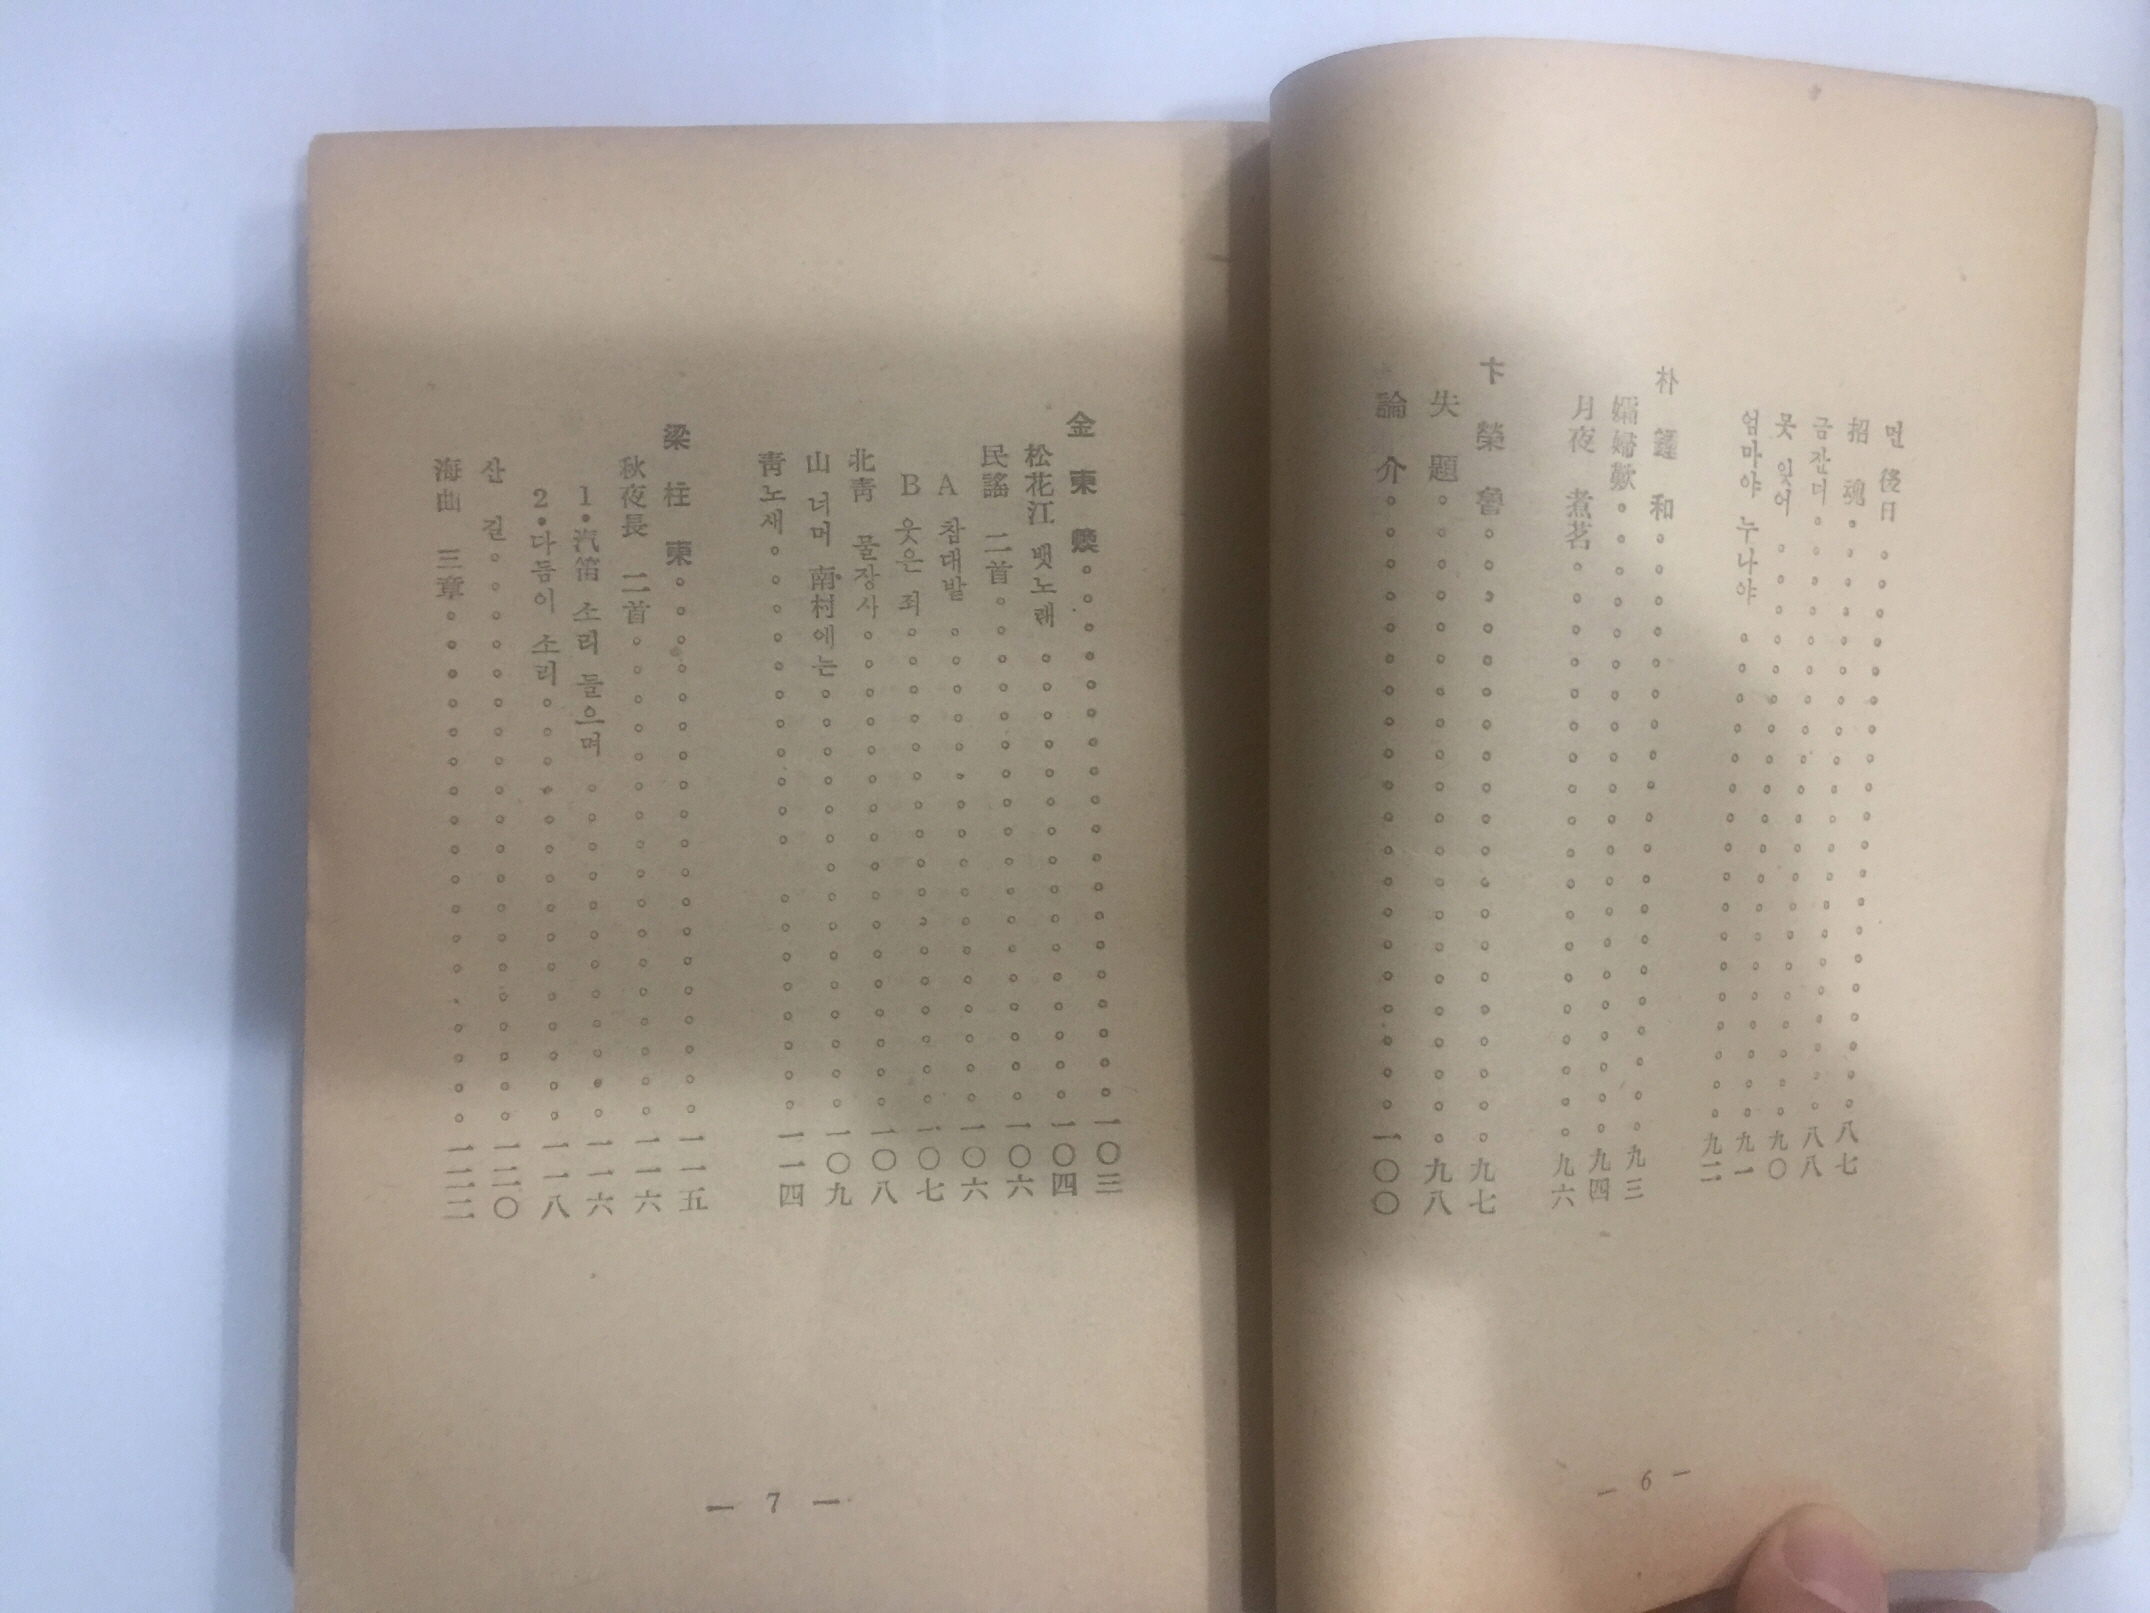 먼 後日。。。。。。。。。。。。。。。。。。。。八七
招 魂。。。。。。。。。。。。。。。。。。。。八八
금잔디。。。。。。。。。。。。。。。。。。。。九〇
못 잊어。。。。。。。。。。。。。。。。。。。。九一
엄마야 누나야。。。。。。。。。。。。。。。。。九二
朴 鍾 和。。。。。。。。。。。。。。。。。。。。九三
孀婦歎。。。。。。。。。。。。。。。。。。。。。九四
月夜 煮茗。。。。。。。。。。。。。。。。。。。九六
卞 榮 魯。。。。。。。。。。。。。。。。。。。。九七
失 題。。。。。。。。。。。。。。。。。。。。。九八
論 介。。。。。。。。。。。。。。。。。。。。一〇〇
— 6 —
金 東 煥。。。。。。。。。。。。。。。。。。。一〇三
松花江 뱃노래。。。。。。。。。。。。。。。。一〇四
民謠 二首。。。。。。。。。。。。。。。。。。一〇六
A 참대밭。。。。。。。。。。。。。。。。。一〇六
B 웃은 죄。。。。。。。。。。。。。。。。。一〇七
北靑 물장사。。。。。。。。。。。。。。。。。一〇八
山 너머 南村에는。。。。。。。。。。。。。。。一〇九
靑노새。。。。。。。。。。。。。。。。。。。一一四
梁 柱 東。。。。。。。。。。。。。。。。。。。一一五
秋夜長 二首。。。。。。。。。。。。。。。。。一一六
1•汽笛 소리 들으며。。。。。。。。。。。。一一六
2•다듬이 소리。。。。。。。。。。。。。。。一一八
산 길。。。。。。。。。。。。。。。。。。。。一二〇
海曲 三章。。。。。。。。。。。。。。。。。。一二二
— 7 —